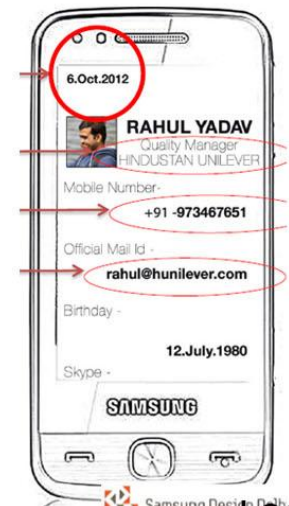 6.Oct.2012
RAHUL YADAV
Quality Manager
HINDUSTAN UNILEVER
Mobile Number-
+91 -973467651
Official Mail Id -
rahul@hunilever.com
Birthday -
12.July.1980
Skype -
SAMSUNG
Samsung Design Delhi